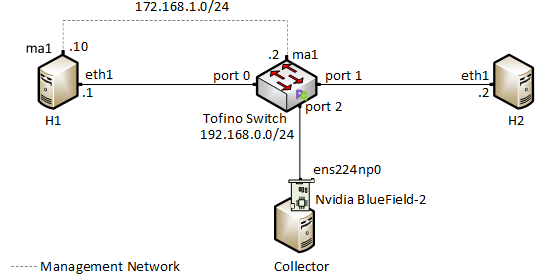 172.168.1.0/24
ma1 .10
.2 ma1
eth1 port 0 port 1 eth1
.1 .2
port 2
H1 Tofino Switch H2
192.168.0.0/24
ens224np0
Nvidia BlueField-2
Management Network Collector